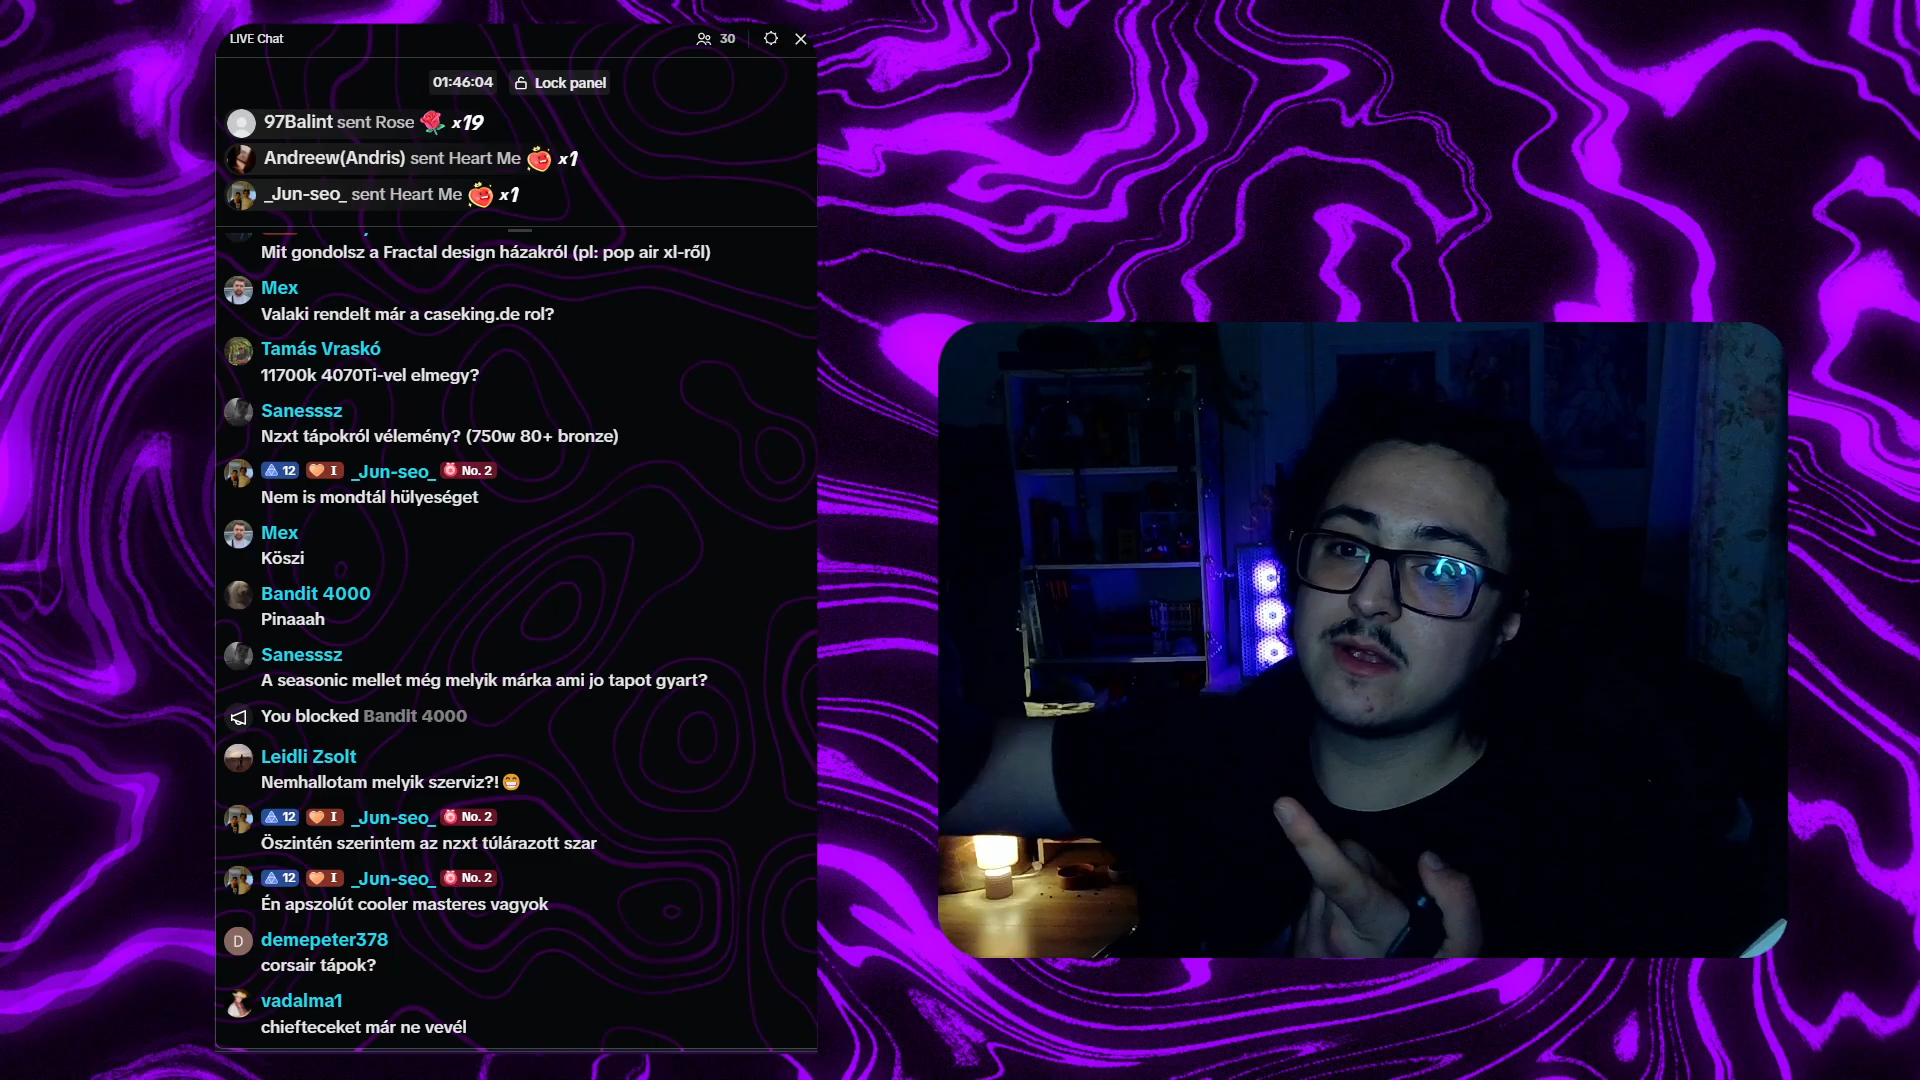 LIVE Chat
30
01:46:04 Lock panel
97Balint sent Rose x19
Andreew(Andris) sent Heart Me x1
_Jun-seo_ sent Heart Me x1
Mit gondolsz a Fractal design házakról (pl: pop air xl-ről)
Mex
Valaki rendelt már a caseking.de rol?
Tamás Vraskó
11700k 4070Ti-vel elmegy?
Sanesssz
Nzxt tápokról vélemény? (750w 80+ bronze)
12 I _Jun-seo_ No. 2
Nem is mondtál hülyeséget
Mex
Köszi
Bandit 4000
Pinaaah
Sanesssz
A seasonic mellet még melyik márka ami jo tapot gyart?
You blocked Bandit 4000
Leidli Zsolt
Nemhallotam melyik szerviz?!😁
12 I _Jun-seo_ No. 2
Öszintén szerintem az nzxt túlárazott szar
12 I _Jun-seo_ No. 2
Én apszolút cooler masteres vagyok
D demepeter378
corsair tápok?
vadalma1
chiefteceket már ne vevél